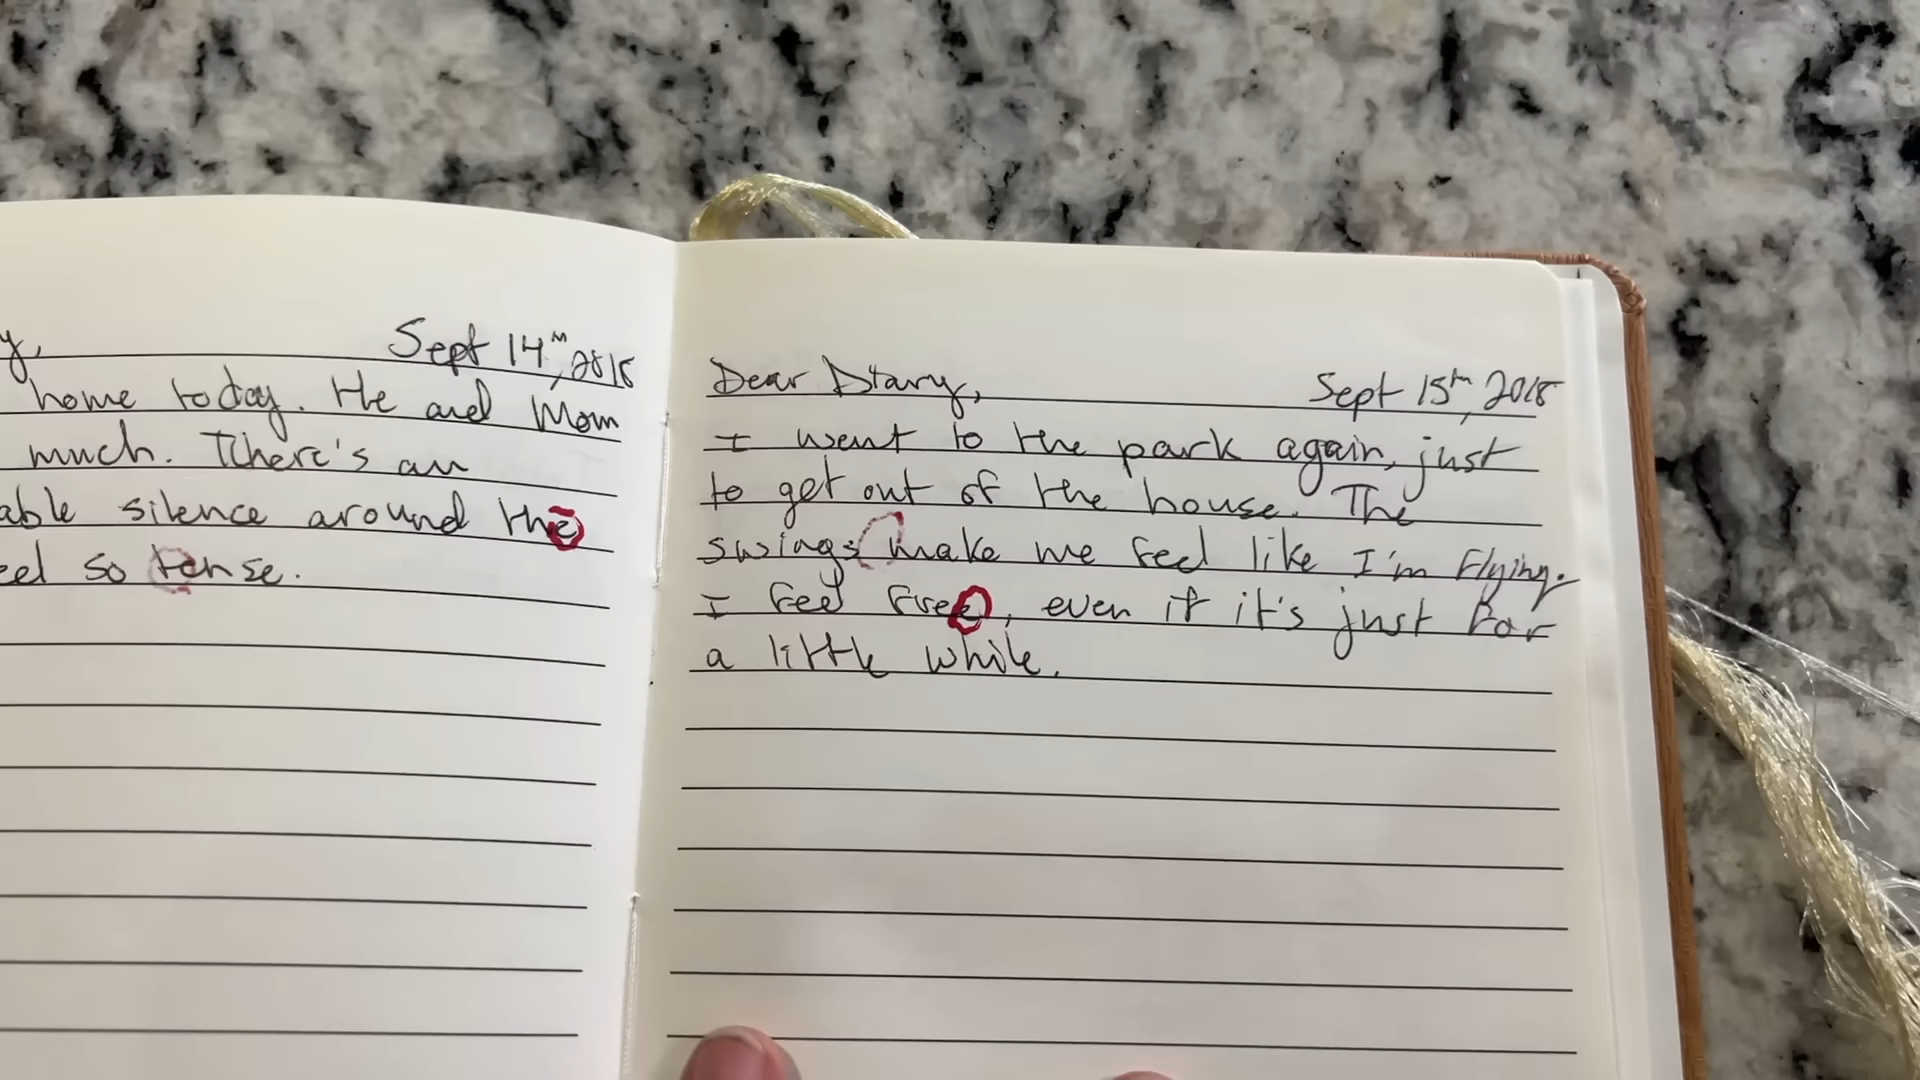 y, Sept 14th, 2018
home today. He and Mom
much. There's an
able silence around the
eel so tense.
Dear Diary, Sept 15th, 2018
I went to the park again, just
to get out of the house. The
swings make me feel like I'm flying.
I feel free, even if it's just for
a little while.